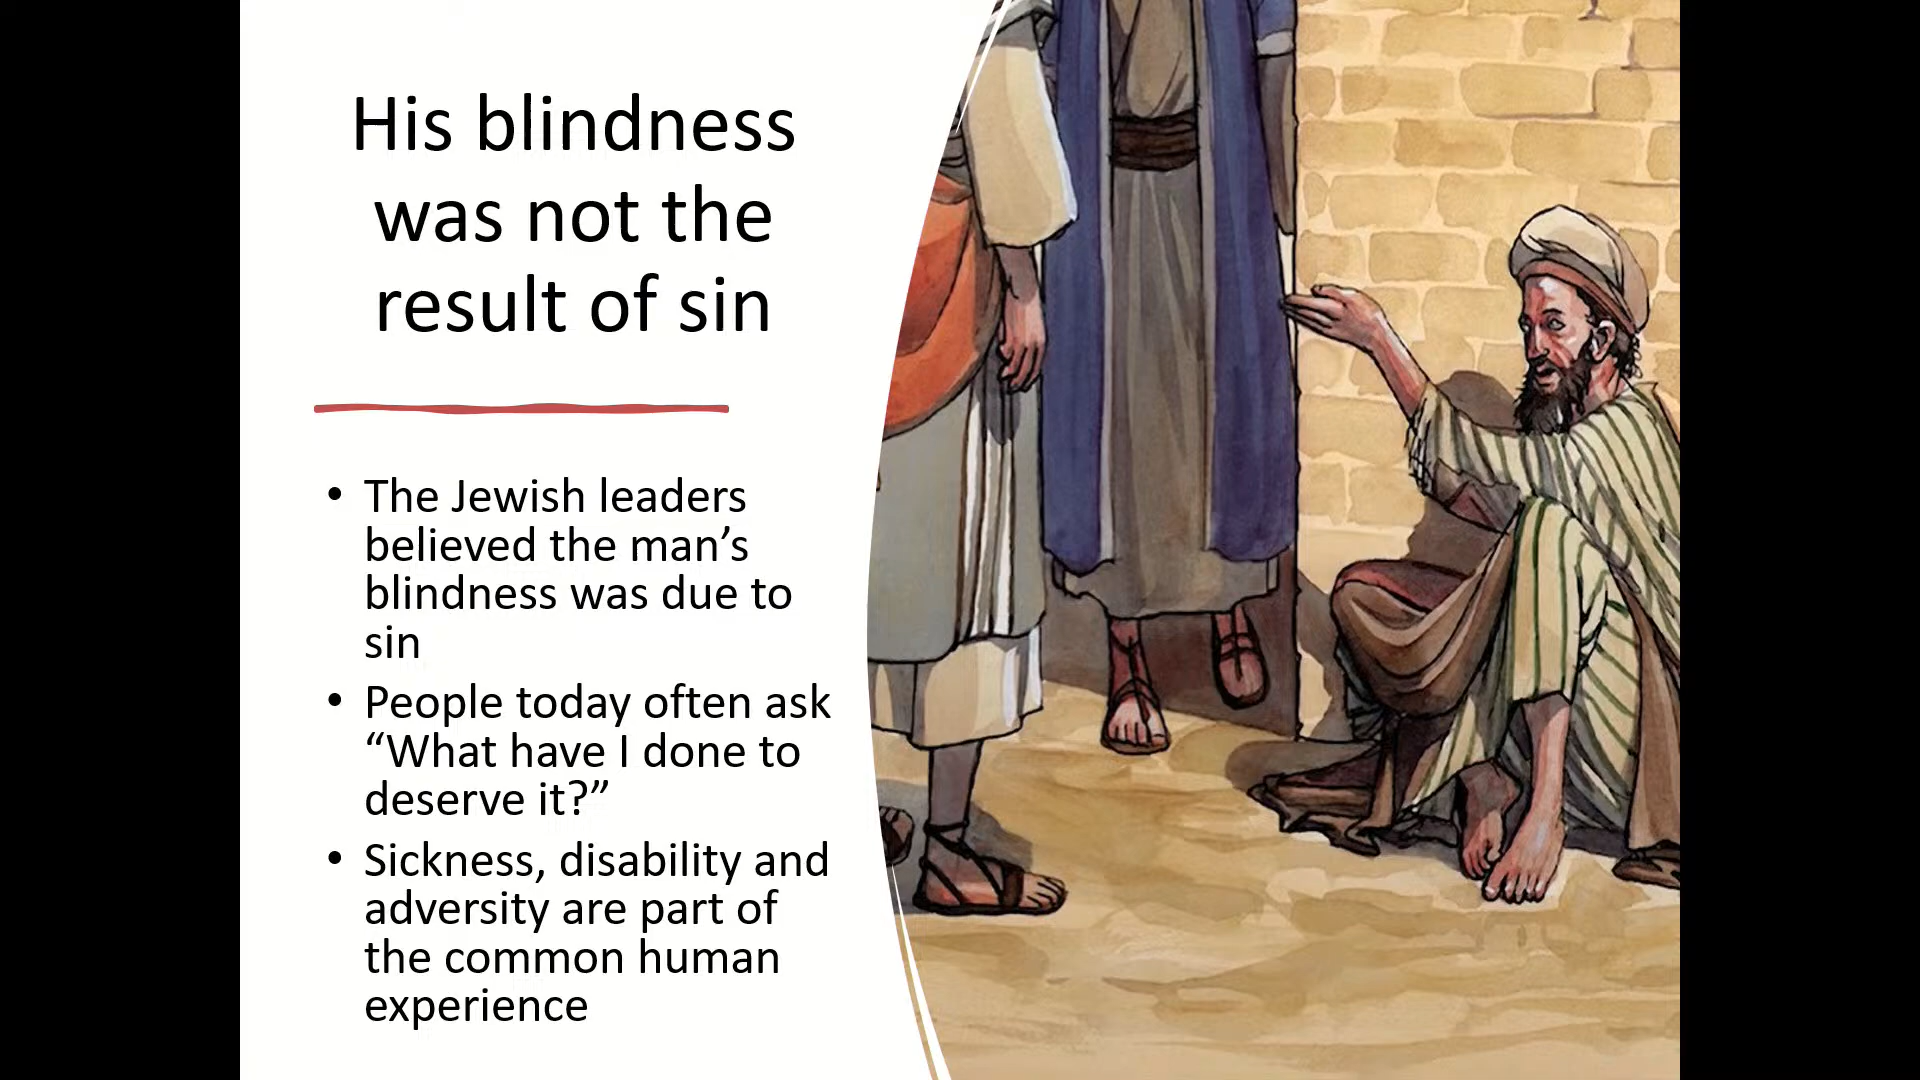 His blindness
was not the
result of sin
• The Jewish leaders
believed the man’s
blindness was due to
sin
• People today often ask
“What have I done to
deserve it?”
• Sickness, disability and
adversity are part of
the common human
experience